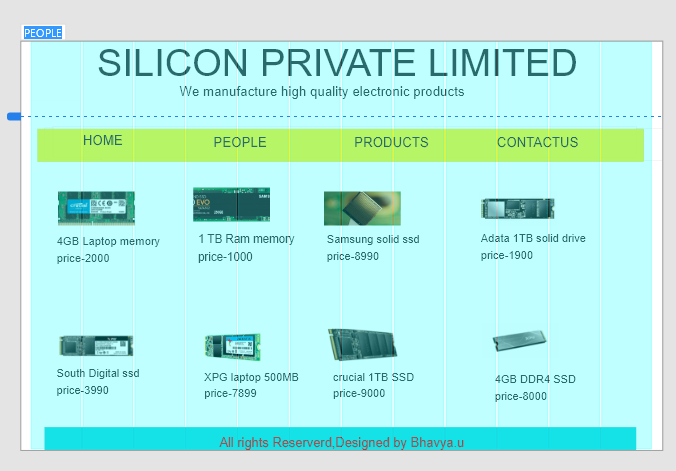 PEOPLE
SILICON PRIVATE LIMITED
We manufacture high quality electronic products
HOME PEOPLE PRODUCTS CONTACTUS
crucial
EVO
4GB Laptop memory
price-2000
1 TB Ram memory
price-1000
Samsung solid ssd
price-8990
Adata 1TB solid drive
price-1900
South Digital ssd
price-3990
XPG laptop 500MB
price-7899
crucial 1TB SSD
price-9000
4GB DDR4 SSD
price-8000
All rights Reserverd,Designed by Bhavya.u